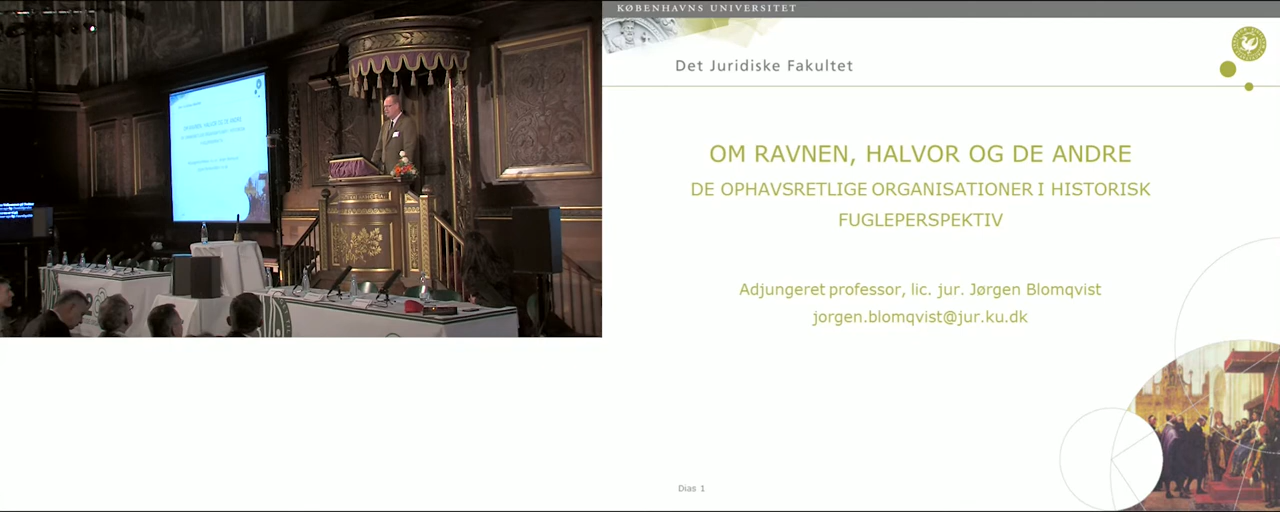 KØBENHAVNS UNIVERSITET
Det Juridiske Fakultet
OM RAVNEN, HALVOR OG DE ANDRE
DE OPHAVSRETLIGE ORGANISATIONER I HISTORISK
FUGLEPERSPEKTIV
Adjungeret professor, lic. jur. Jørgen Blomqvist
jorgen.blomqvist@jur.ku.dk
Dias 1